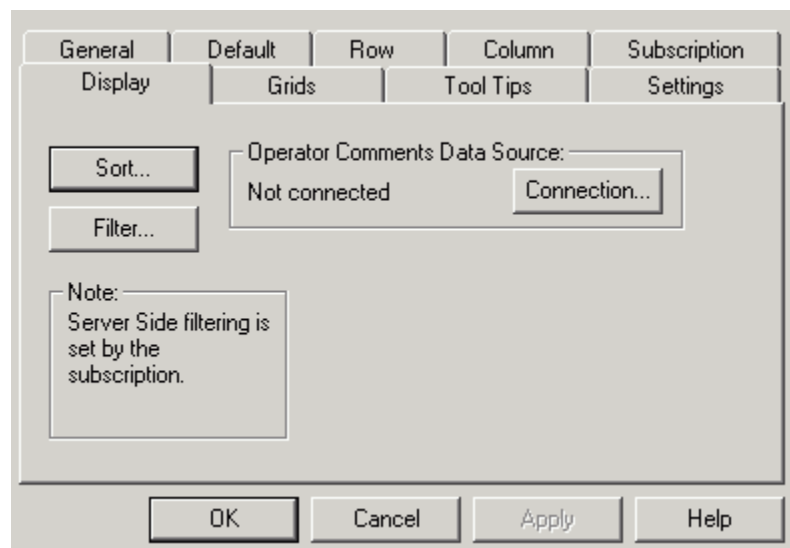 General Default Row Column Subscription
Display Grids Tool Tips Settings
Sort...
Filter...
Operator Comments Data Source:
Not connected Connection...
Note:
Server Side filtering is
set by the
subscription.
OK Cancel Apply Help